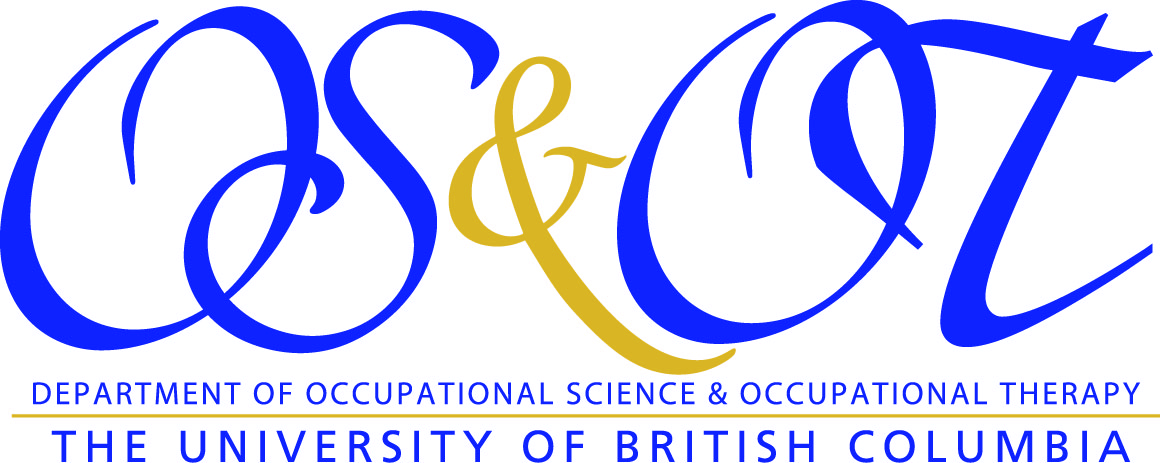 OS&OT
DEPARTMENT OF OCCUPATIONAL SCIENCE & OCCUPATIONAL THERAPY
THE UNIVERSITY OF BRITISH COLUMBIA